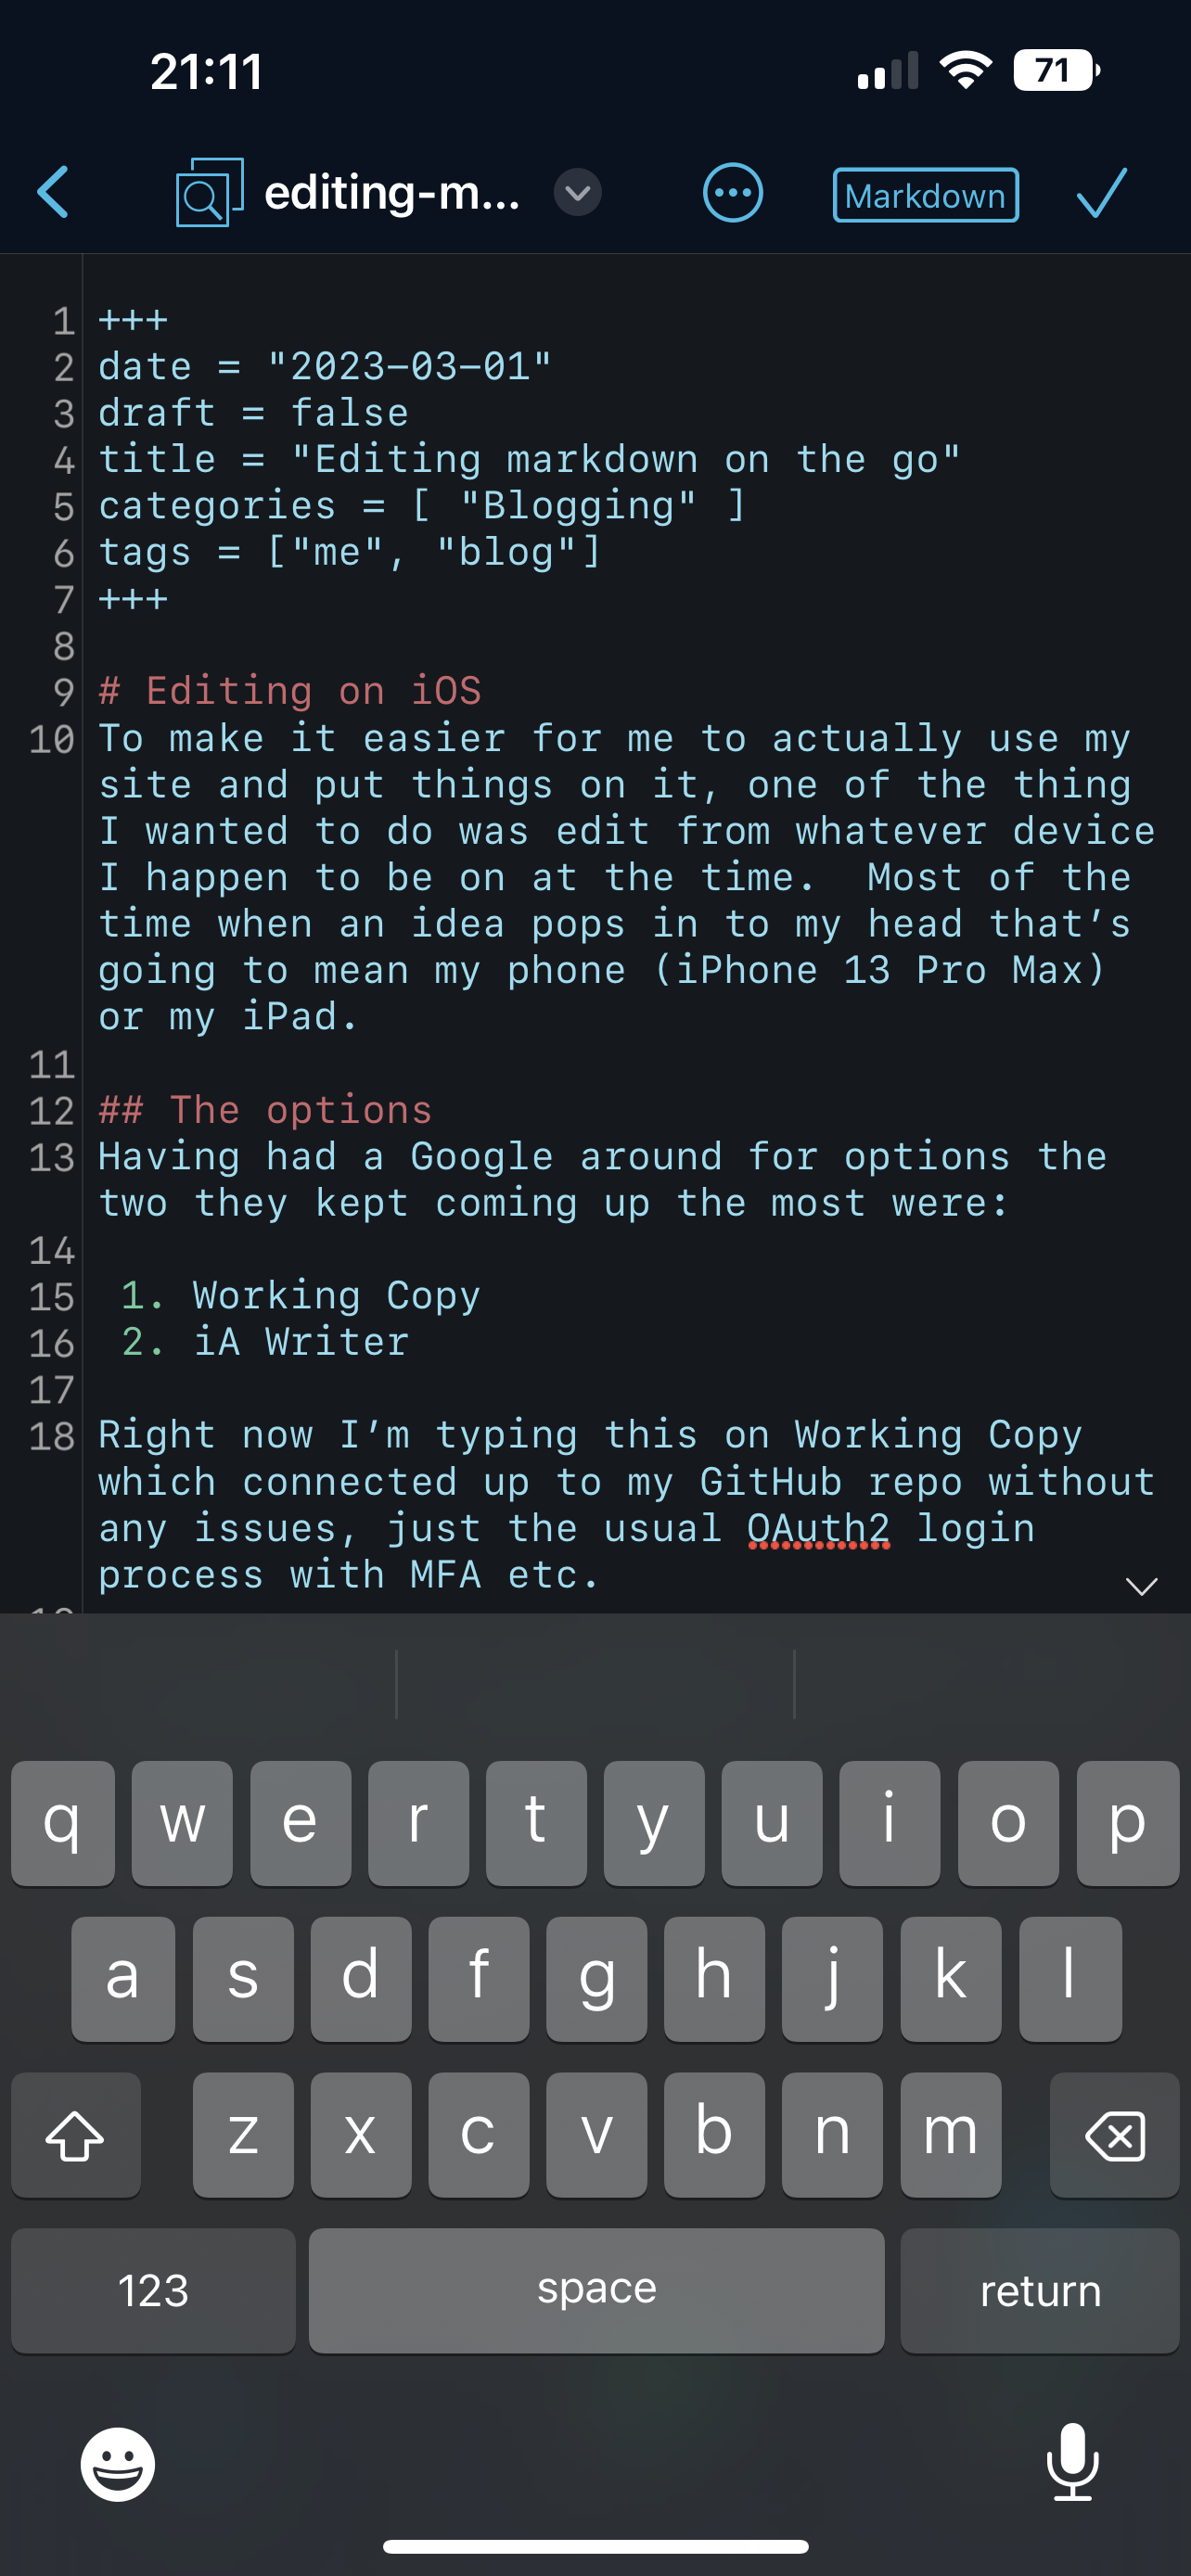 21:11
71
editing-m...
Markdown
1 +++
2 date = "2023-03-01"
3 draft = false
4 title = "Editing markdown on the go"
5 categories = [ "Blogging" ]
6 tags = ["me", "blog"]
7 +++
8
9 # Editing on iOS
10 To make it easier for me to actually use my
site and put things on it, one of the thing
I wanted to do was edit from whatever device
I happen to be on at the time.  Most of the
time when an idea pops in to my head that’s
going to mean my phone (iPhone 13 Pro Max)
or my iPad.
11
12 ## The options
13 Having had a Google around for options the
two they kept coming up the most were:
14
15 1. Working Copy
16 2. iA Writer
17
18 Right now I’m typing this on Working Copy
which connected up to my GitHub repo without
any issues, just the usual OAuth2 login
process with MFA etc.
q w e r t y u i o p
a s d f g h j k l
z x c v b n m
123 space return